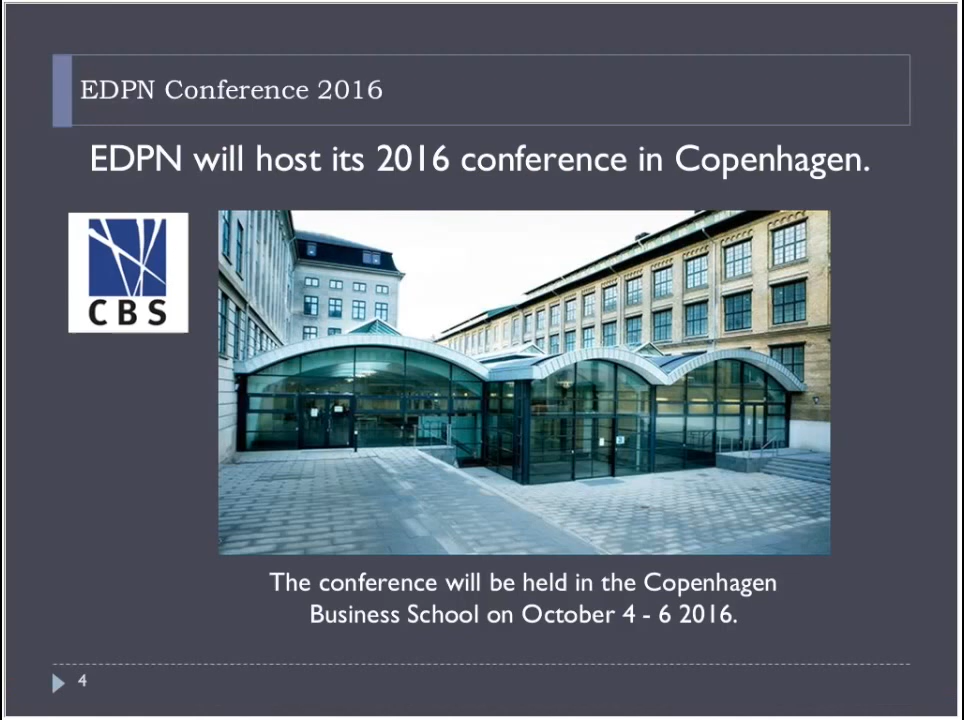 EDPN Conference 2016
EDPN will host its 2016 conference in Copenhagen.
CBS
The conference will be held in the Copenhagen
Business School on October 4 - 6 2016.
4